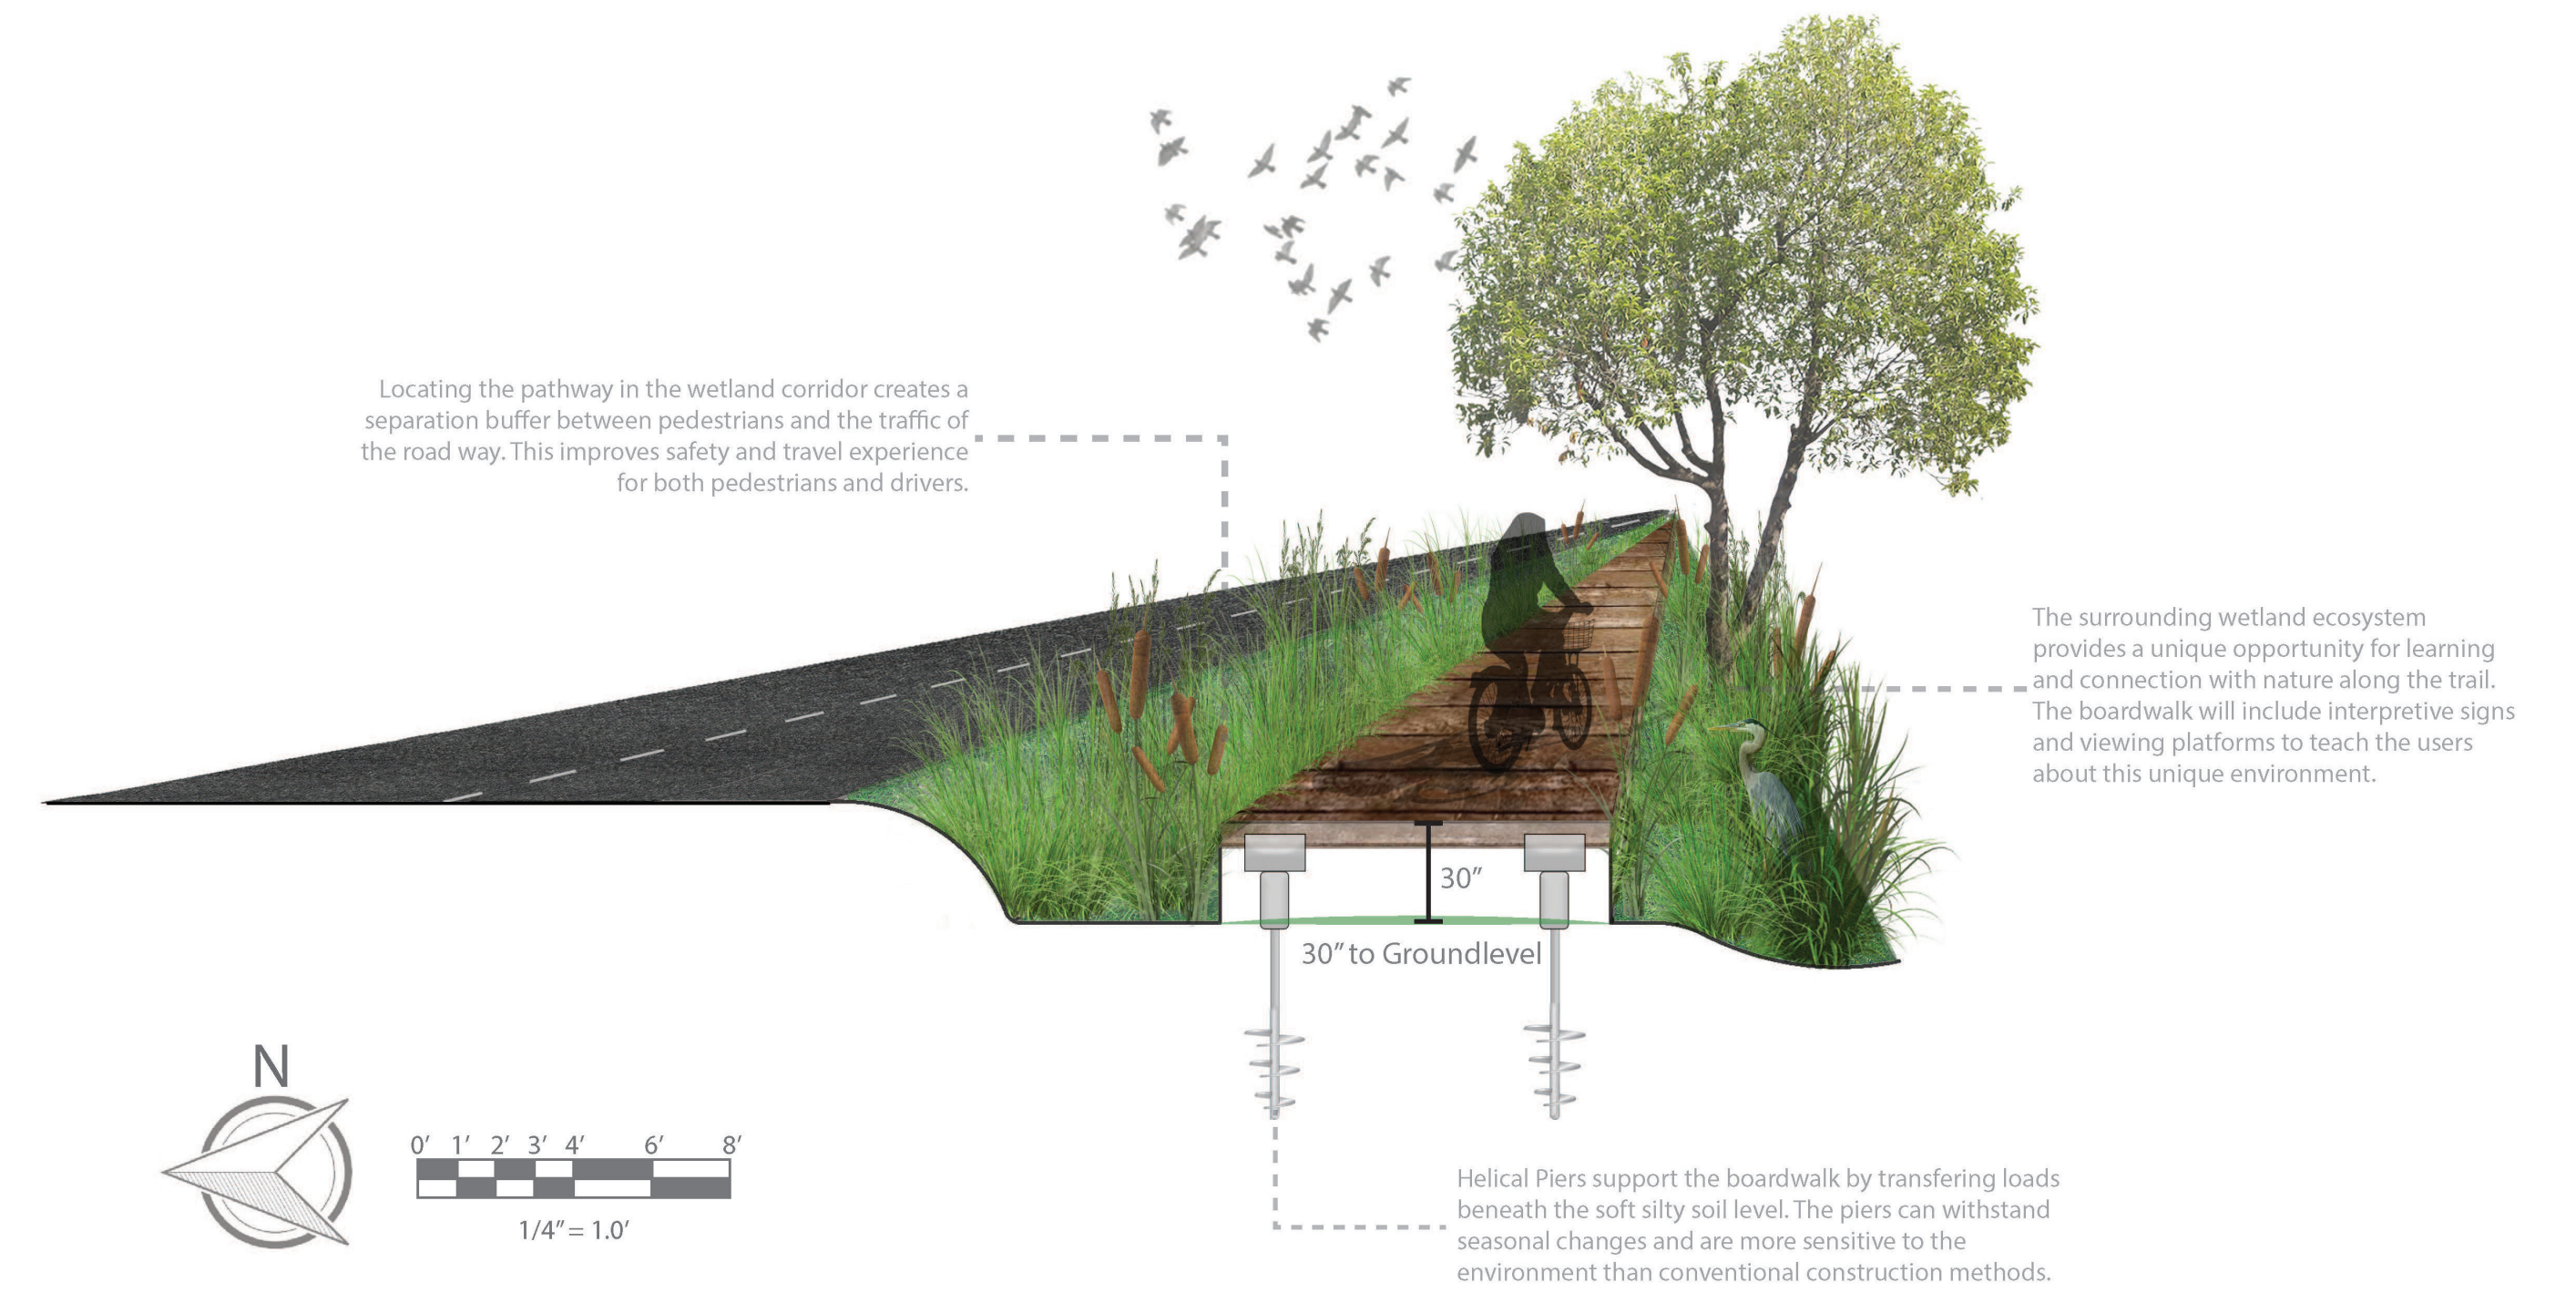 Locating the pathway in the wetland corridor creates a
separation buffer between pedestrians and the traffic of
the road way. This improves safety and travel experience
for both pedestrians and drivers.
The surrounding wetland ecosystem
provides a unique opportunity for learning
and connection with nature along the trail.
The boardwalk will include interpretive signs
and viewing platforms to teach the users
about this unique environment.
30”
30” to Groundlevel
N
0’ 1’ 2’ 3’ 4’ 6’ 8’
1/4” = 1.0’
Helical Piers support the boardwalk by transfering loads
beneath the soft silty soil level. The piers can withstand
seasonal changes and are more sensitive to the
environment than conventional construction methods.